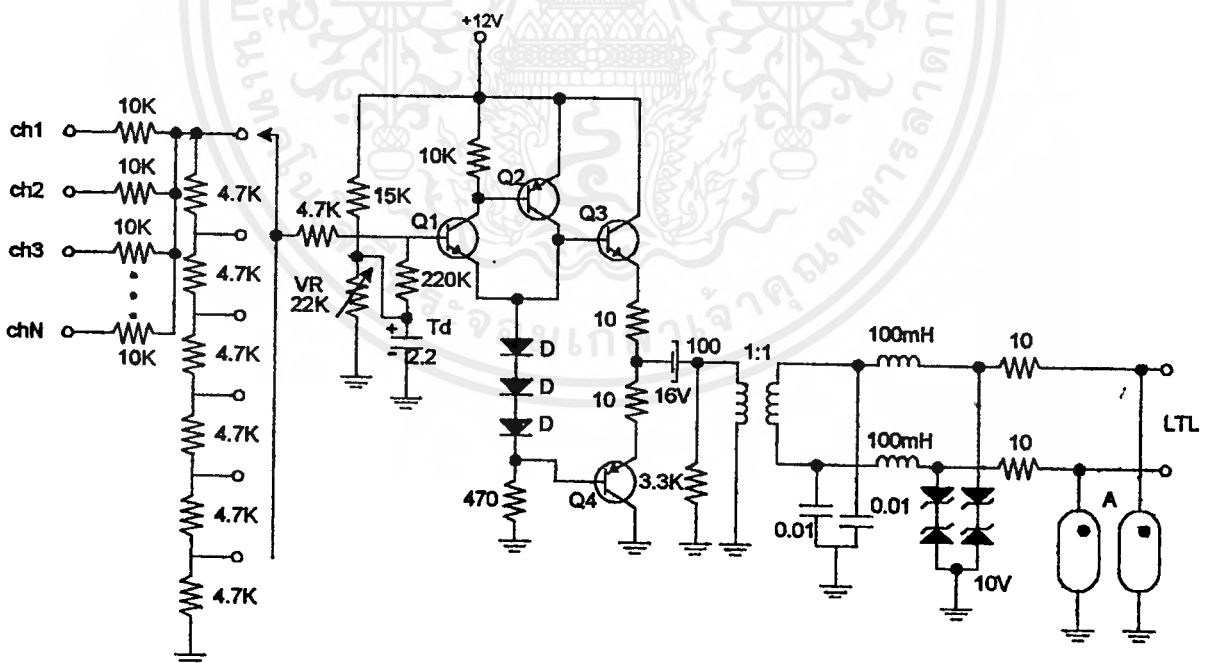 +12V
ch1
10K
ch2
10K
ch3
10K
chN
10K
4.7K
4.7K
4.7K
4.7K
4.7K
4.7K
4.7K
15K
VR
22K
220K
Td
+
-
2.2
10K
Q1
Q2
Q3
D
D
D
470
Q4
10
10
100
16V
3.3K
1:1
0.01
0.01
100mH
100mH
10V
10
10
A
LTL